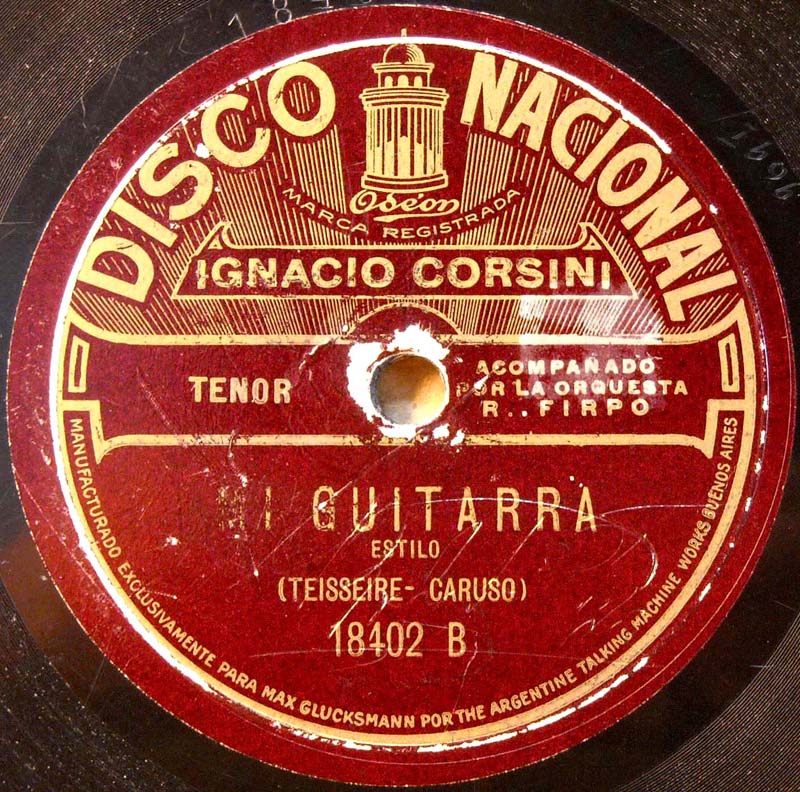 DISCO NACIONAL
Odeon
MARCA REGISTRADA
IGNACIO CORSINI
TENOR
ACOMPAÑADO
POR LA ORQUESTA
R.. FIRPO
MI GUITARRA
ESTILO
(TEISSEIRE- CARUSO)
18402 B
MANUFACTURADO EXCLUSIVAMENTE PARA MAX GLUCKSMANN POR THE ARGENTINE TALKING MACHINE WORKS BUENOS AIRES